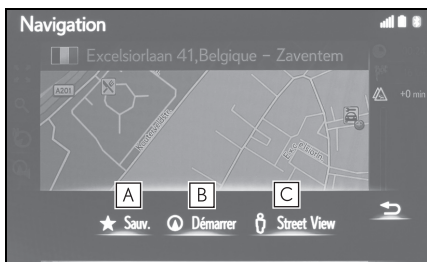 Navigation
Excelsiorlaan 41,Belgique – Zaventem
A201
+0 min
A
B
C
Sauv.
Démarrer
Street View